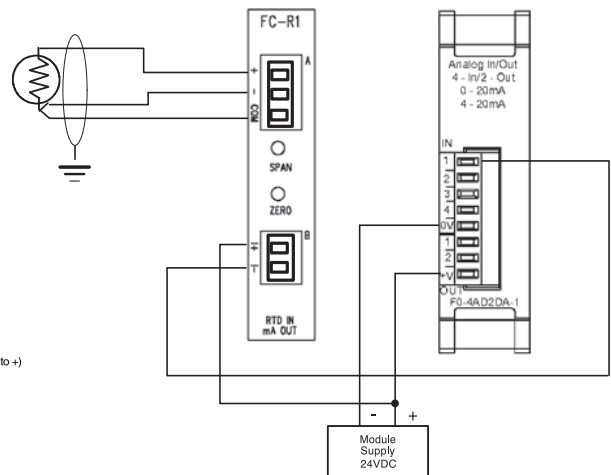 FC-R1
A
+
-
COM
SPAN
ZERO
B
+
-
RTD IN
mA OUT
Analog In/Out
4 - In/2 - Out
0 - 20mA
4 - 20mA
IN
1
2
3
4
0V
1
2
+V
OUT
F0-4AD2DA-1
to +)
- +
Module
Supply
24VDC